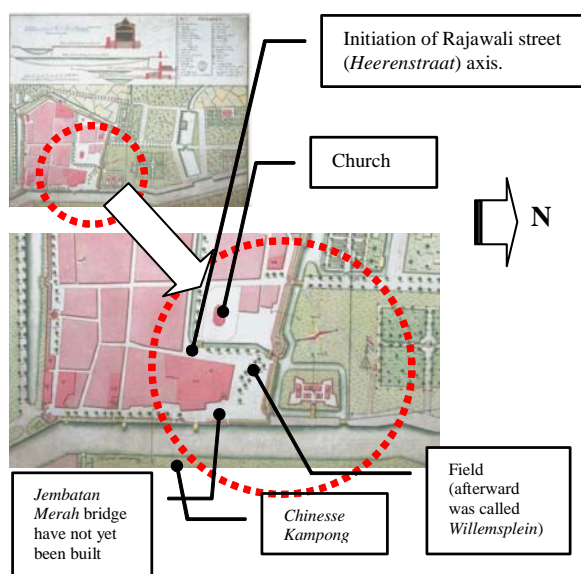 Initiation of Rajawali street
(Heerenstraat) axis.
Church
N
Jembatan
Merah bridge
have not yet
been built
Chinesse
Kampong
Field
(afterward
was called
Willemsplein)